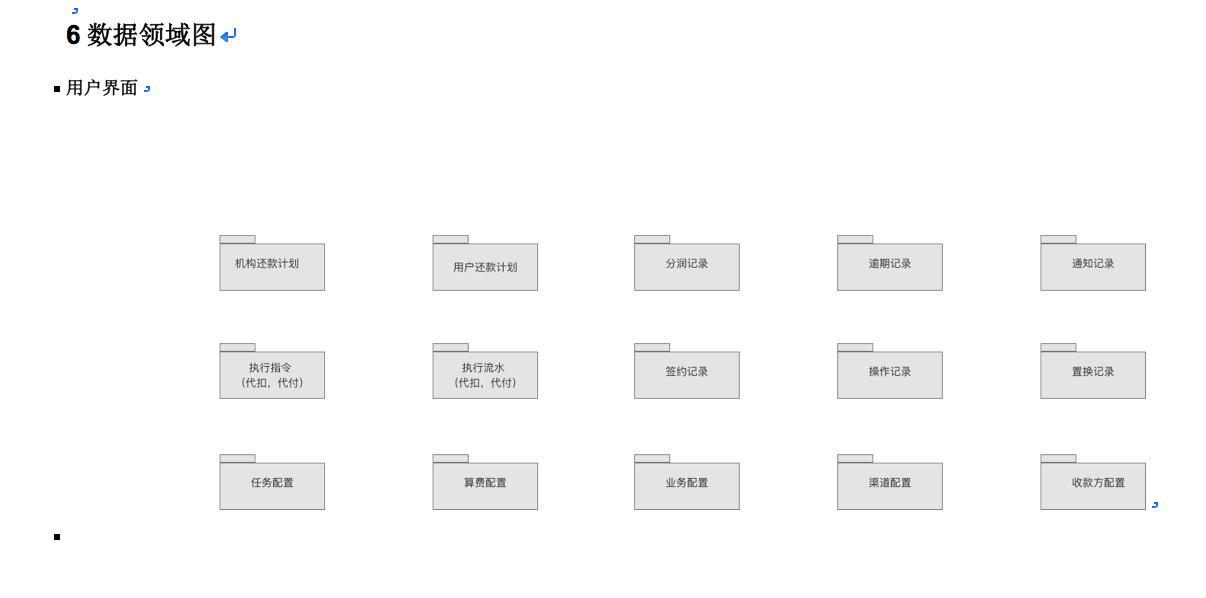 6 数据领域图
用户界面
机构还款计划
用户还款计划
分润记录
逾期记录
通知记录
执行指令
（代扣，代付）
执行流水
（代扣，代付）
签约记录
操作记录
置换记录
任务配置
算费配置
业务配置
渠道配置
收款方配置